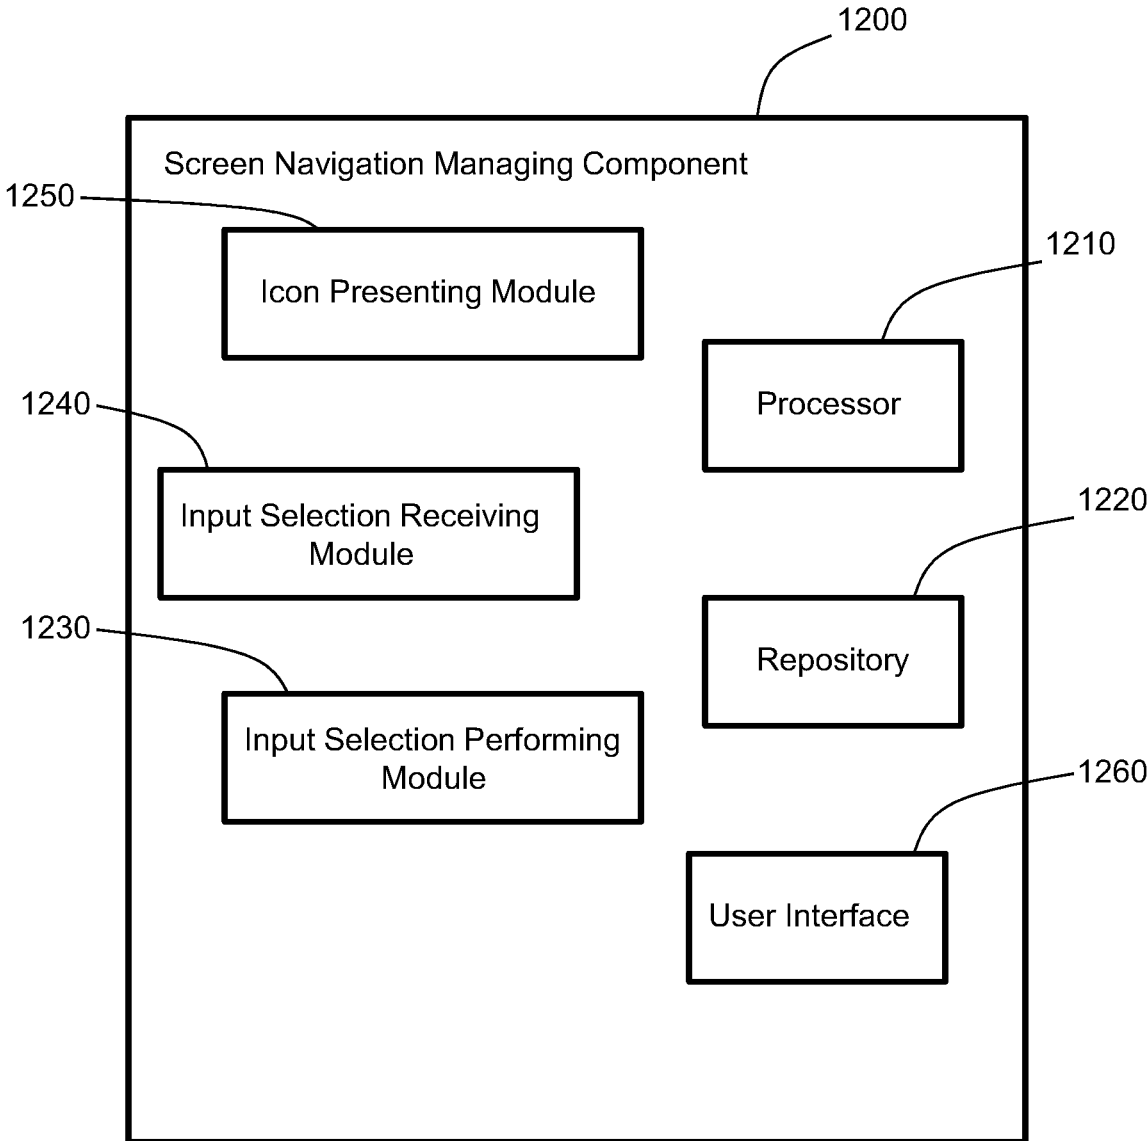 1200
Screen Navigation Managing Component
1250
Icon Presenting Module
1210
Processor
1240
Input Selection Receiving
Module
1220
Repository
1230
Input Selection Performing
Module
1260
User Interface